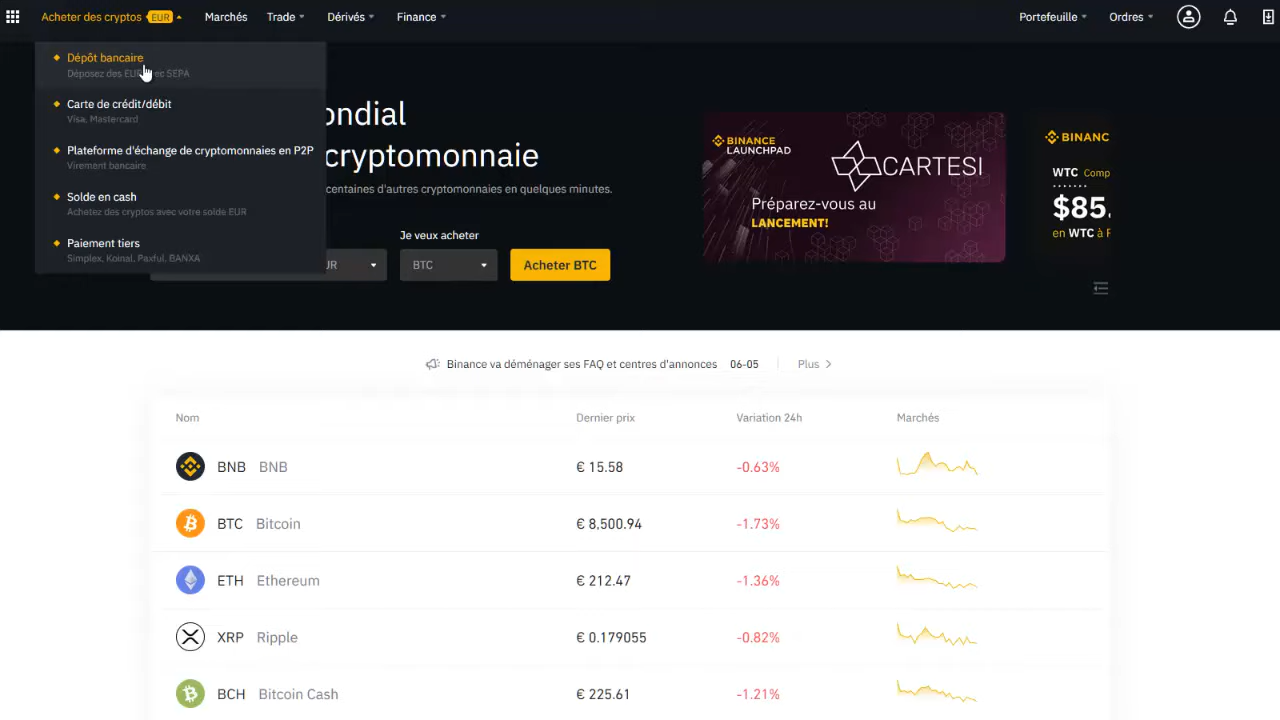 Acheter des cryptos EUR Marchés Trade Dérivés Finance Portefeuille Ordres
Dépôt bancaire
Déposez des SEPA
Carte de crédit/débit
Visa, Mastercard
Plateforme d'échange de cryptomonnaies en P2P
Virement bancaire
Solde en cash
Achetez des cryptos avec votre solde EUR
Paiement tiers
Simplex, Koinal, Paxful, BANXA
ondial
cryptomonnaie
centaines d'autres cryptomonnaies en quelques minutes.
Je veux acheter
UR BTC Acheter BTC
BINANCE
LAUNCHPAD
CARTESI
Préparez-vous au
LANCEMENT!
BINANC
WTC Comp
$85.
en WTC à F
Binance va déménager ses FAQ et centres d'annonces 06-05 Plus
Nom Dernier prix Variation 24h Marchés
BNB BNB € 15.58 -0.63%
BTC Bitcoin € 8,500.94 -1.73%
ETH Ethereum € 212.47 -1.36%
XRP Ripple € 0.179055 -0.82%
BCH Bitcoin Cash € 225.61 -1.21%